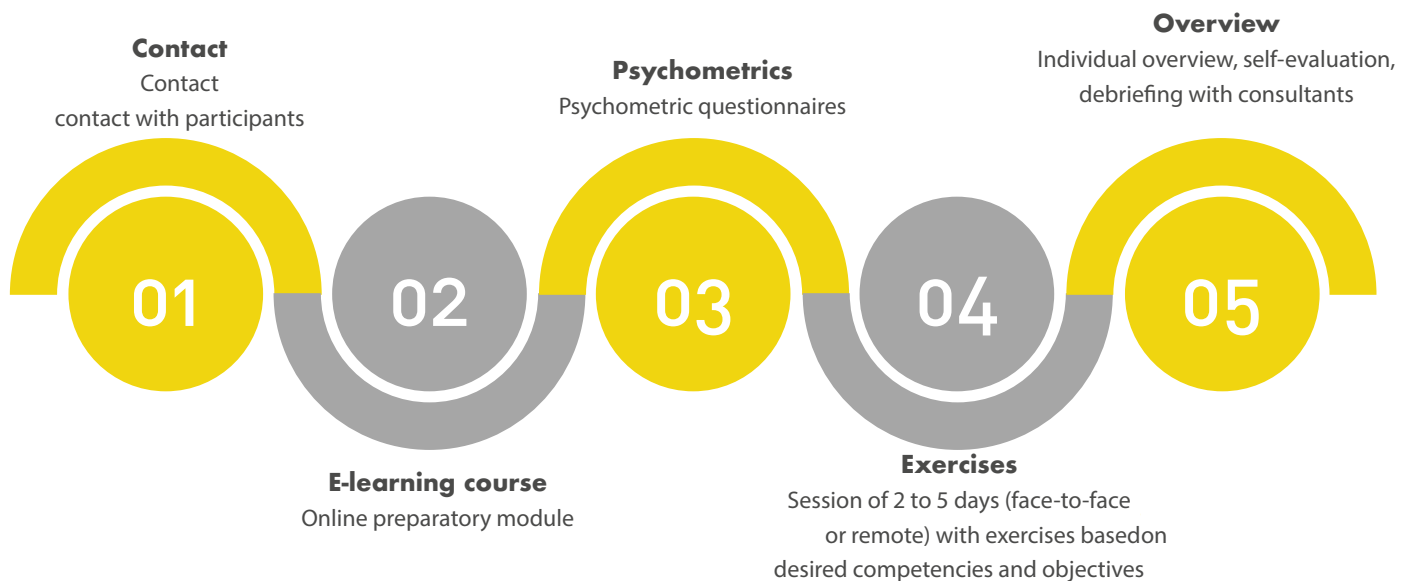 Contact
Contact
contact with participants
01
E-learning course
Online preparatory module
02
Psychometrics
Psychometric questionnaires
03
Exercises
Session of 2 to 5 days (face-to-face
or remote) with exercises basedon
desired competencies and objectives
04
Overview
Individual overview, self-evaluation,
debriefing with consultants
05